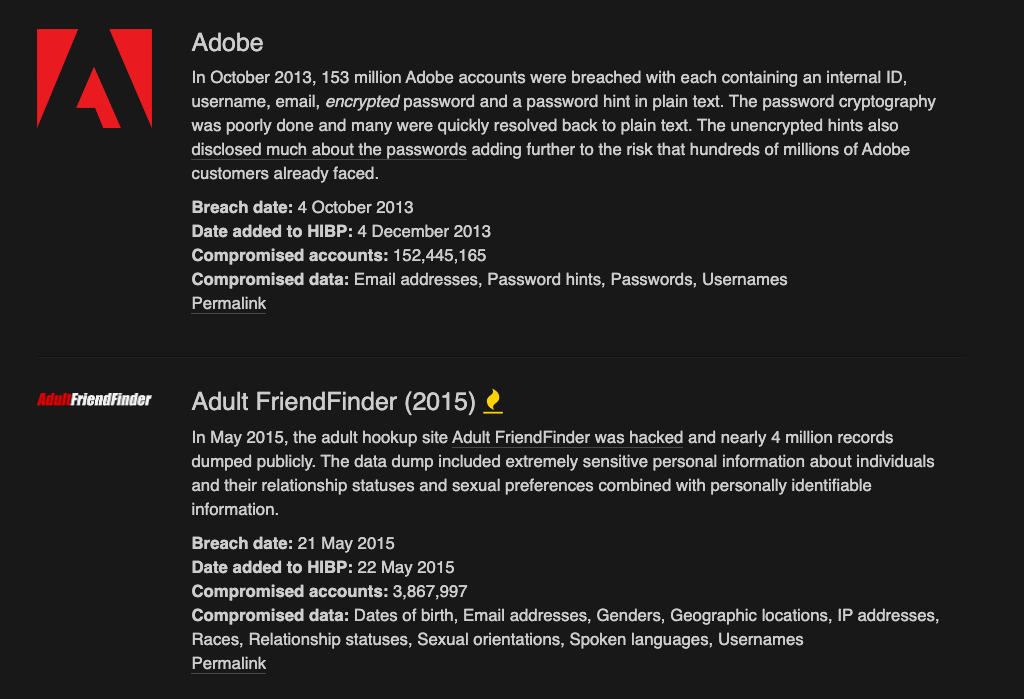 Adobe
In October 2013, 153 million Adobe accounts were breached with each containing an internal ID,
username, email, encrypted password and a password hint in plain text. The password cryptography
was poorly done and many were quickly resolved back to plain text. The unencrypted hints also
disclosed much about the passwords adding further to the risk that hundreds of millions of Adobe
customers already faced.
Breach date: 4 October 2013
Date added to HIBP: 4 December 2013
Compromised accounts: 152,445,165
Compromised data: Email addresses, Password hints, Passwords, Usernames
Permalink
AdultFriendFinder
Adult FriendFinder (2015)
In May 2015, the adult hookup site Adult FriendFinder was hacked and nearly 4 million records
dumped publicly. The data dump included extremely sensitive personal information about individuals
and their relationship statuses and sexual preferences combined with personally identifiable
information.
Breach date: 21 May 2015
Date added to HIBP: 22 May 2015
Compromised accounts: 3,867,997
Compromised data: Dates of birth, Email addresses, Genders, Geographic locations, IP addresses,
Races, Relationship statuses, Sexual orientations, Spoken languages, Usernames
Permalink